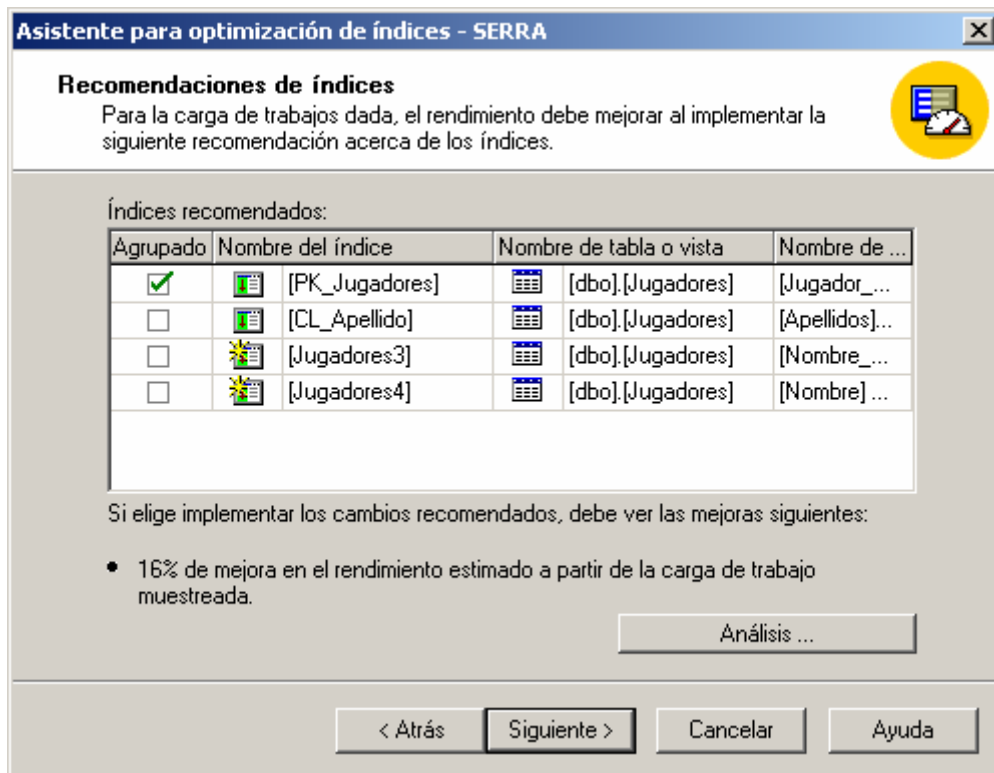 Asistente para optimización de índices - SERRA
Recomendaciones de índices
Para la carga de trabajos dada, el rendimiento debe mejorar al implementar la
siguiente recomendación acerca de los índices.
Índices recomendados:
Agrupado Nombre del índice Nombre de tabla o vista Nombre de ...
[PK_Jugadores] [dbo].[Jugadores] [Jugador_...
[CL_Apellido] [dbo].[Jugadores] [Apellidos]...
[Jugadores3] [dbo].[Jugadores] [Nombre_...
[Jugadores4] [dbo].[Jugadores] [Nombre] ...
Si elige implementar los cambios recomendados, debe ver las mejoras siguientes:
• 16% de mejora en el rendimiento estimado a partir de la carga de trabajo
muestreada.
Análisis ...
< Atrás Siguiente > Cancelar Ayuda